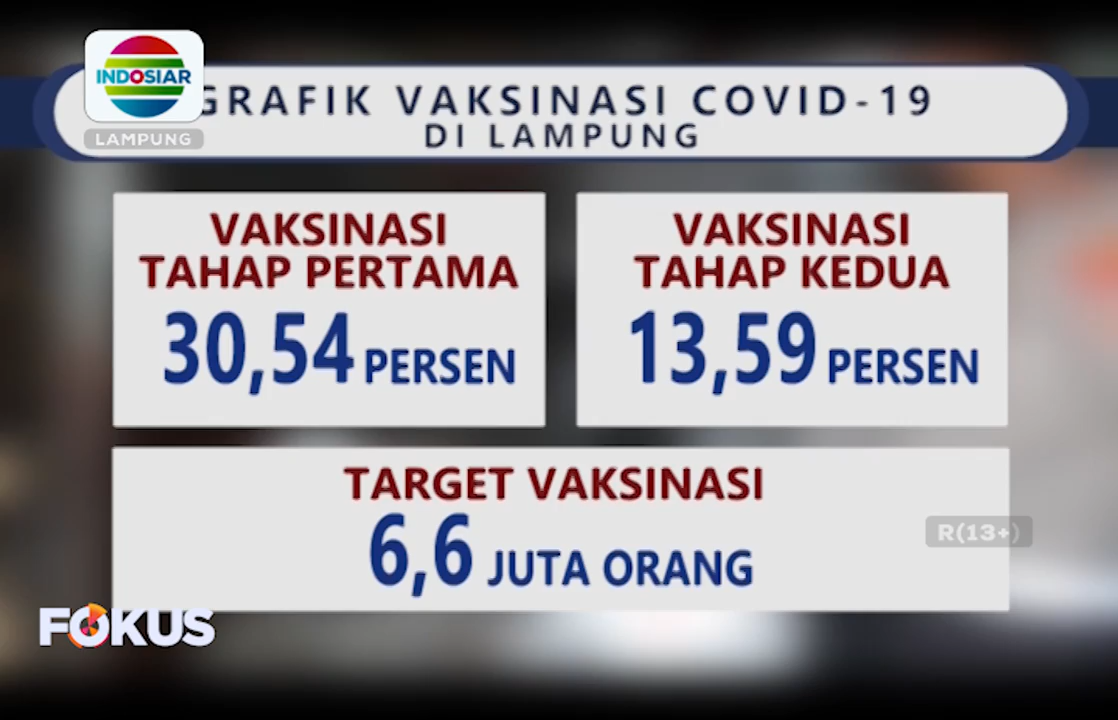 INDOSIAR
LAMPUNG
GRAFIK VAKSINASI COVID-19
DI LAMPUNG
VAKSINASI
TAHAP PERTAMA
30,54 PERSEN
VAKSINASI
TAHAP KEDUA
13,59 PERSEN
TARGET VAKSINASI
6,6 JUTA ORANG
R(13+)
FOKUS